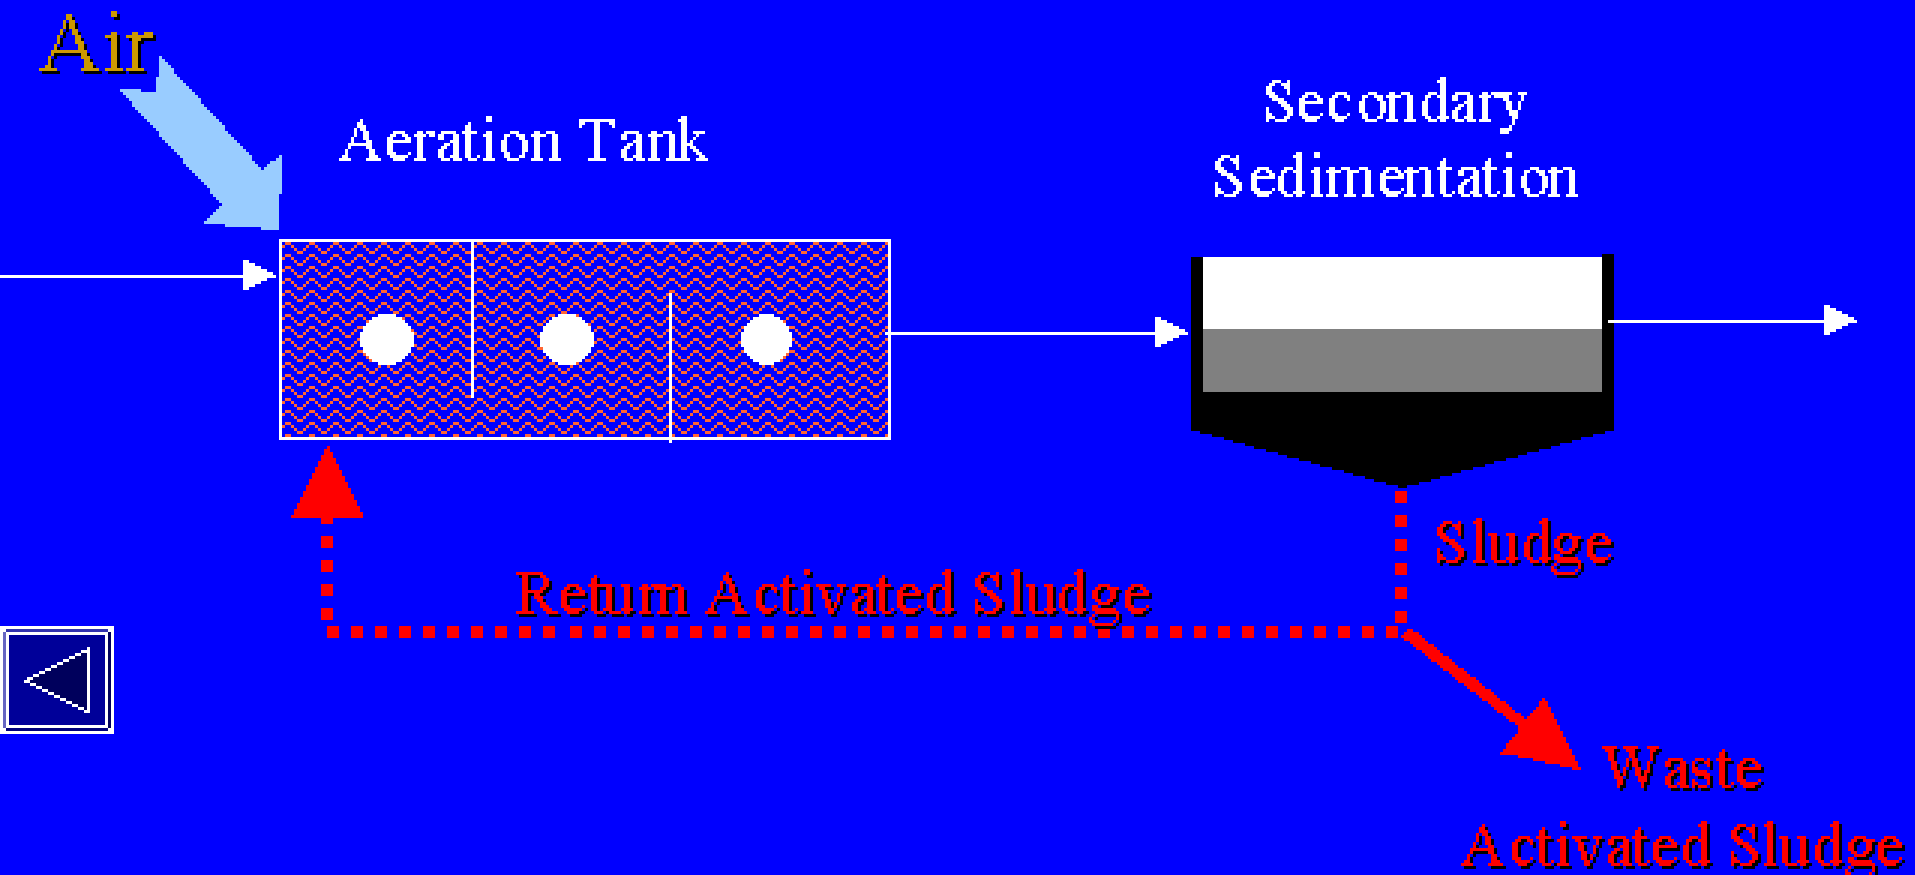 Air
Aeration Tank
Secondary
Sedimentation
Sludge
Return Activated Sludge
Waste
Activated Sludge